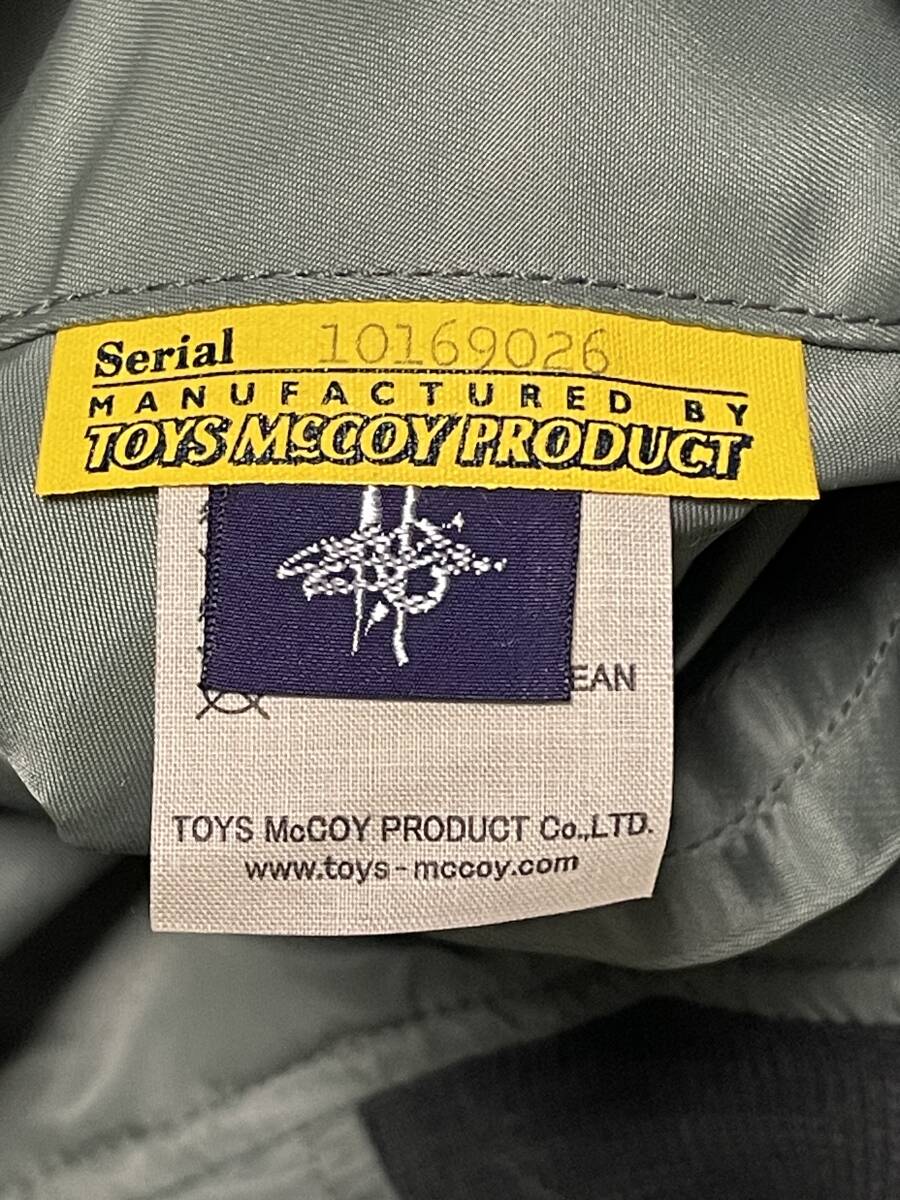 Serial 10169026
MANUFACTURED BY
TOYS McCOY PRODUCT
EAN
TOYS McCOY PRODUCT Co.,LTD.
www.toys-mccoy.com